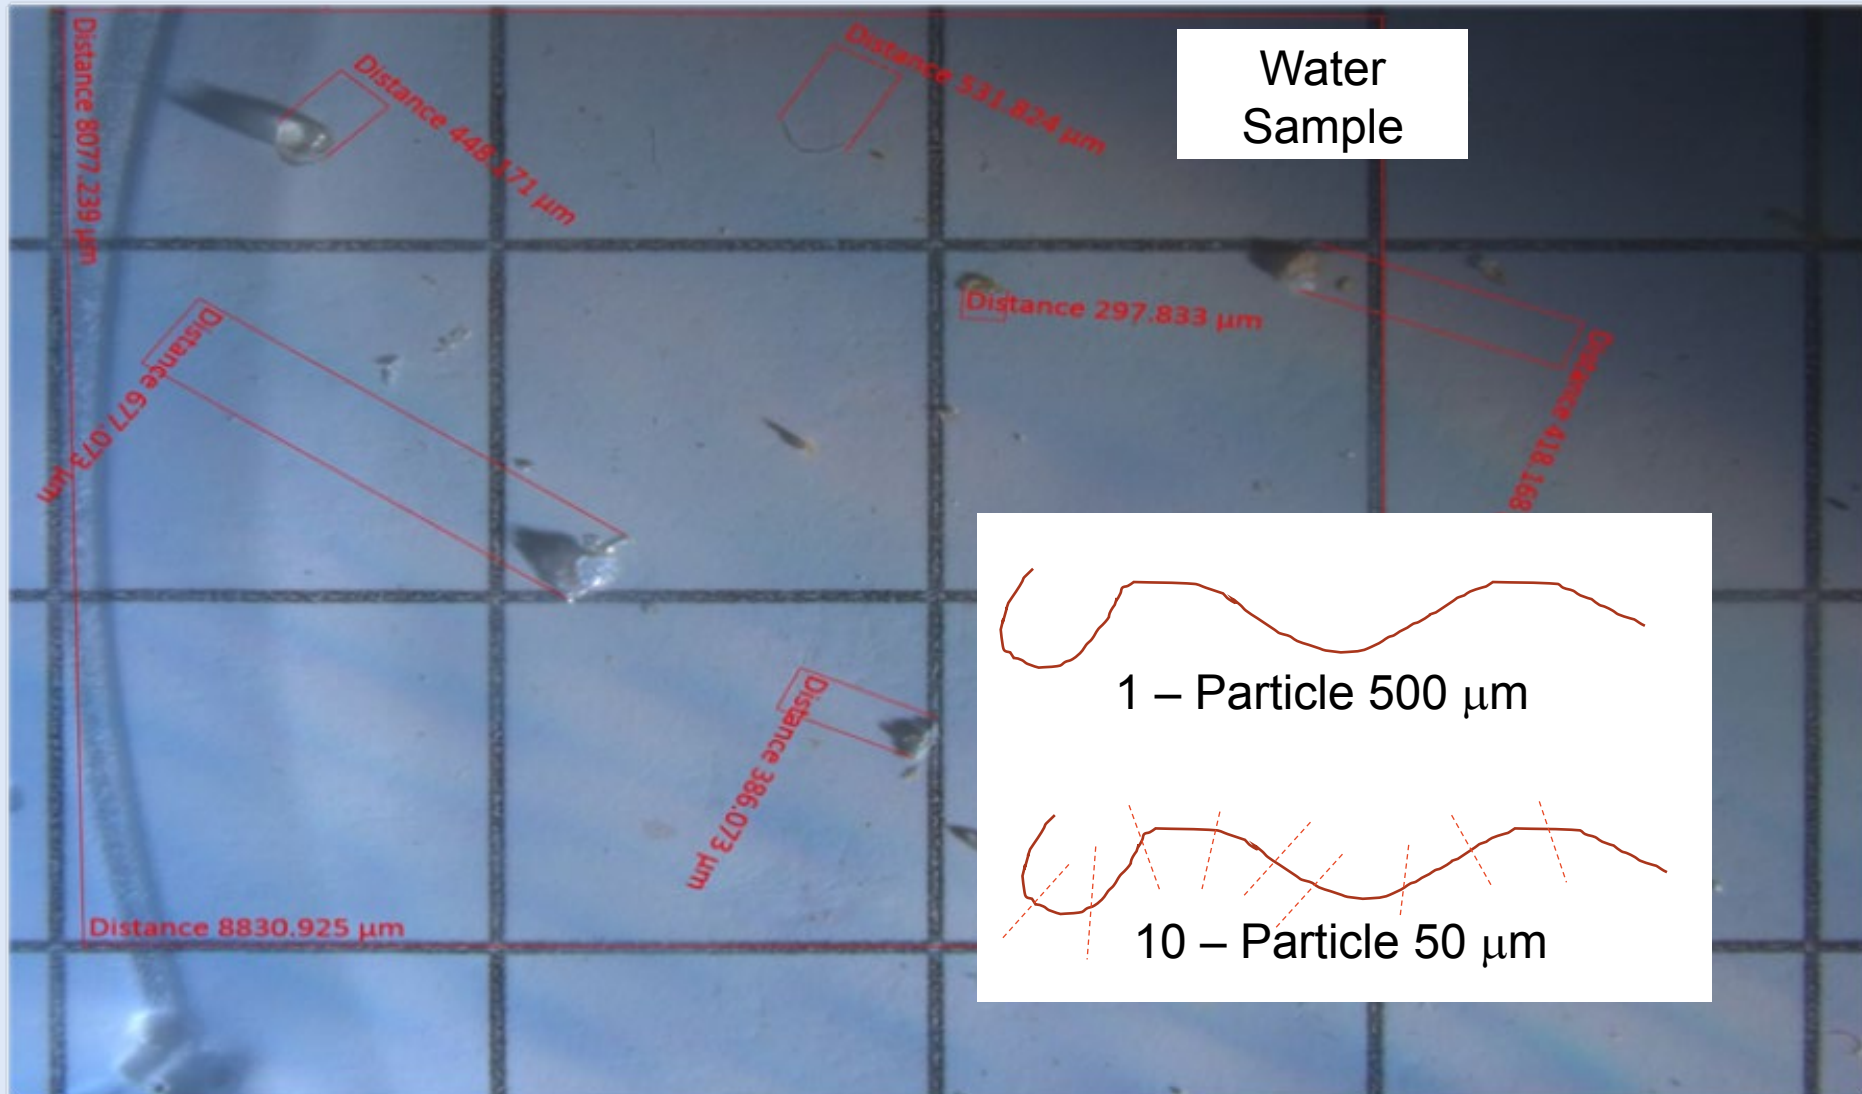 Distance 8077.239 µm
Distance 448.171 µm
Distance 531.824 µm
Water
Sample
Distance 297.833 µm
Distance 677.073 µm
Distance 418.168
Distance 386.073 µm
1 – Particle 500 µm
10 – Particle 50 µm
Distance 8830.925 µm